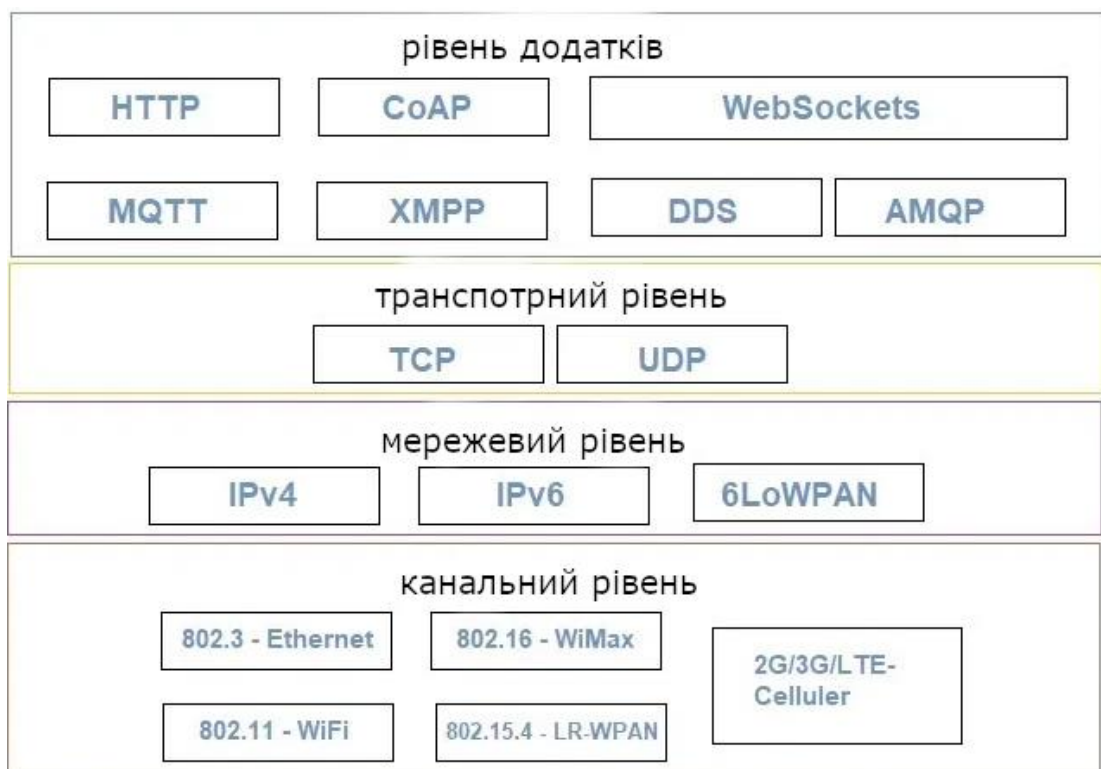 рівень додатків
HTTP CoAP WebSockets
MQTT XMPP DDS AMQP
транспотрний рівень
TCP UDP
мережевий рівень
IPv4 IPv6 6LoWPAN
канальний рівень
802.3 - Ethernet 802.16 - WiMax
2G/3G/LTE-
Celluler
802.11 - WiFi 802.15.4 - LR-WPAN